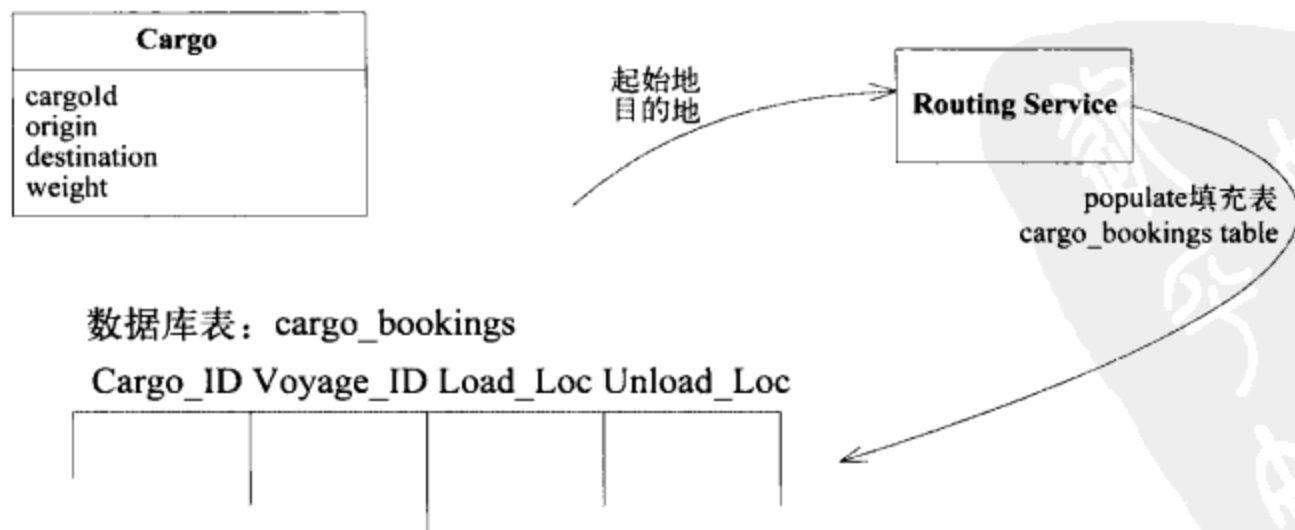 Cargo
cargoId
origin
destination
weight
起始地
目的地
Routing Service
populate填充表
cargo_bookings table
数据库表：cargo_bookings
Cargo_ID Voyage_ID Load_Loc Unload_Loc